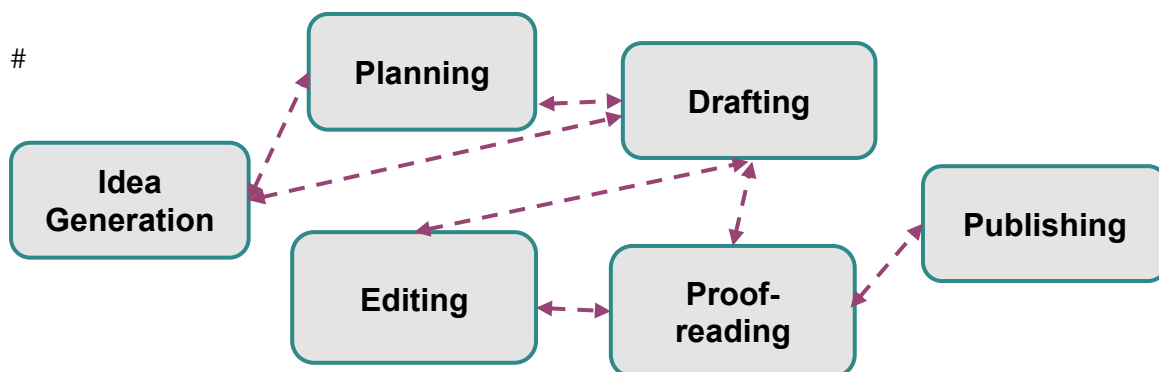 #
Planning
Drafting
Idea
Generation
Publishing
Editing
Proof-
reading